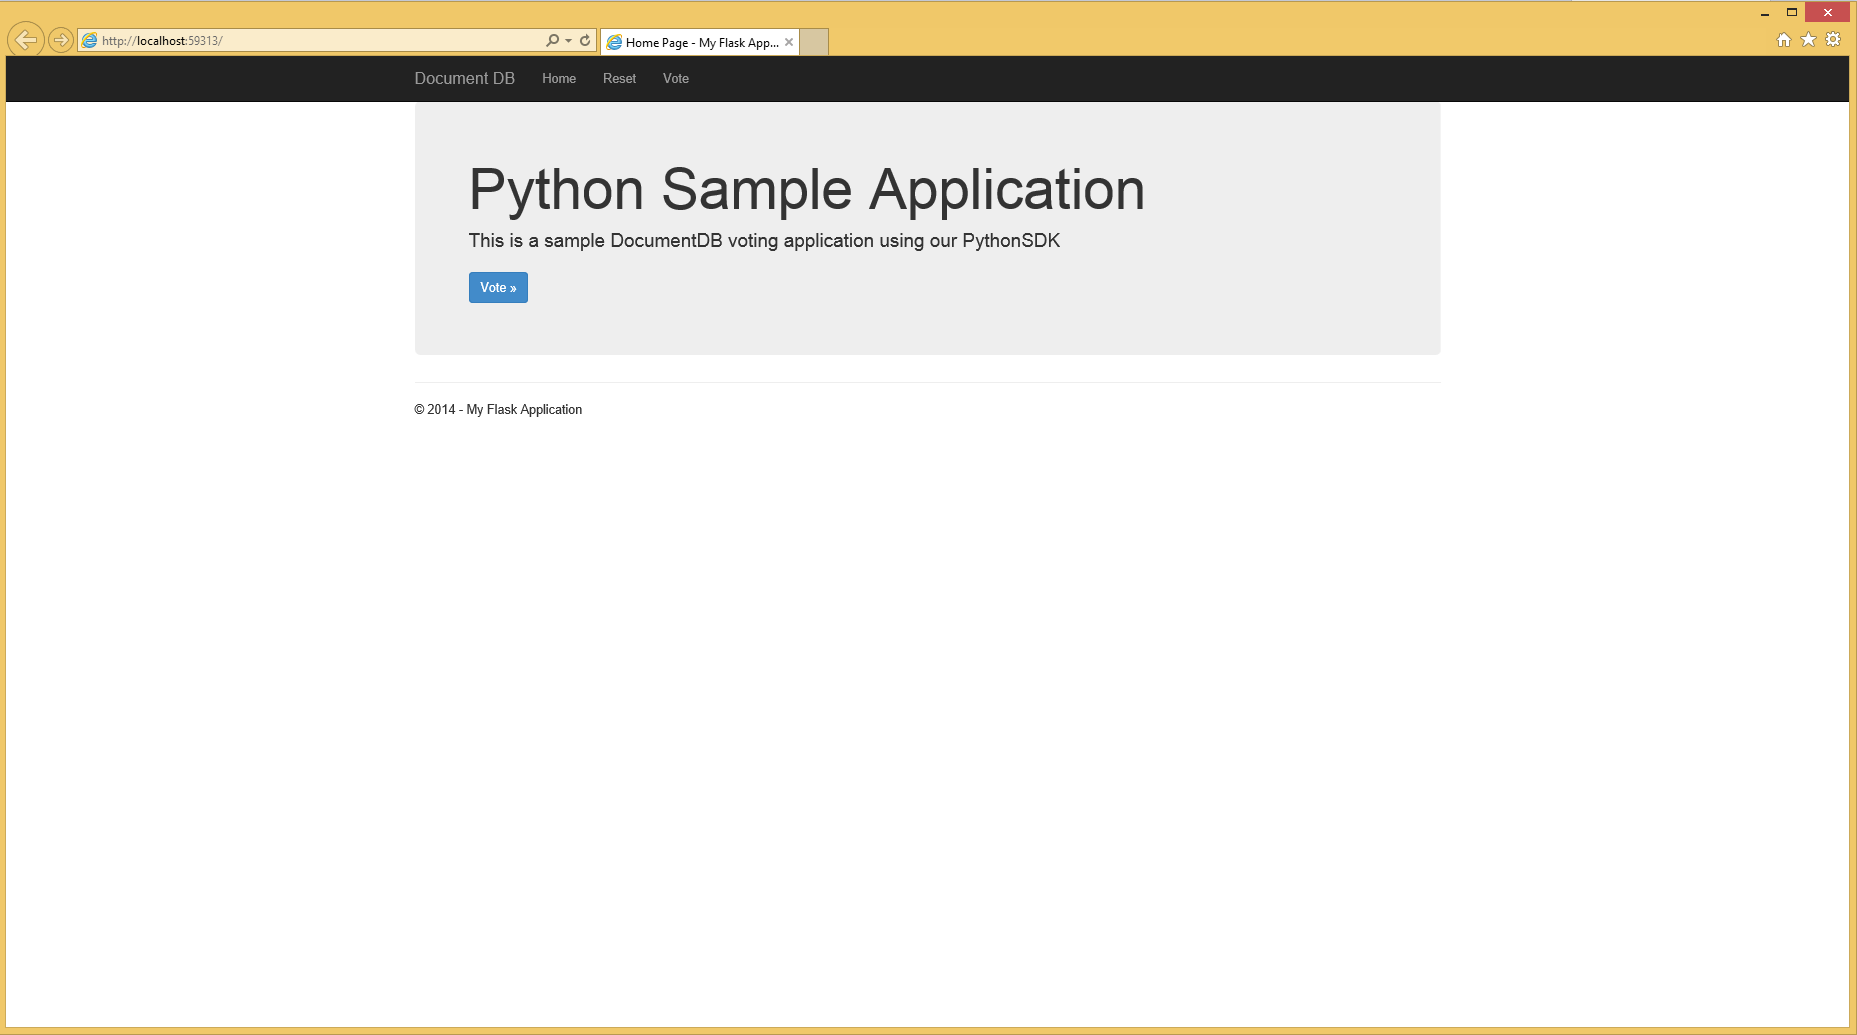 http://localhost:59313/
Home Page - My Flask App...
Document DB Home Reset Vote
Python Sample Application
This is a sample DocumentDB voting application using our PythonSDK
Vote »
© 2014 - My Flask Application